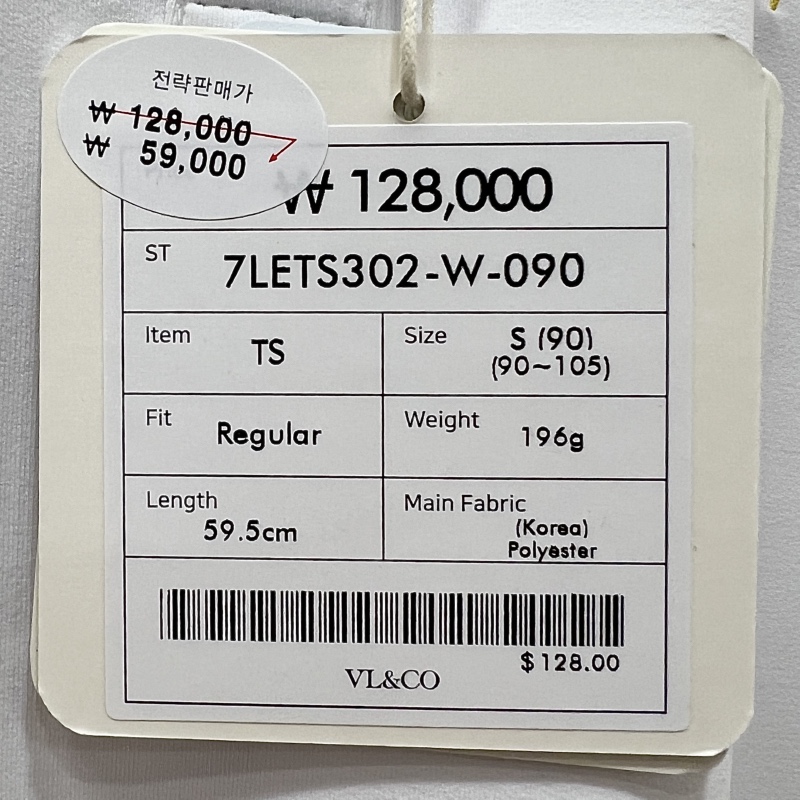 전략판매가
₩ 128,000
₩ 59,000
₩ 128,000
ST 7LETS302-W-090
Item TS
Size S (90)
(90~105)
Fit Regular
Weight 196g
Length
59.5cm
Main Fabric
(Korea)
Polyester
$128.00
VL&CO